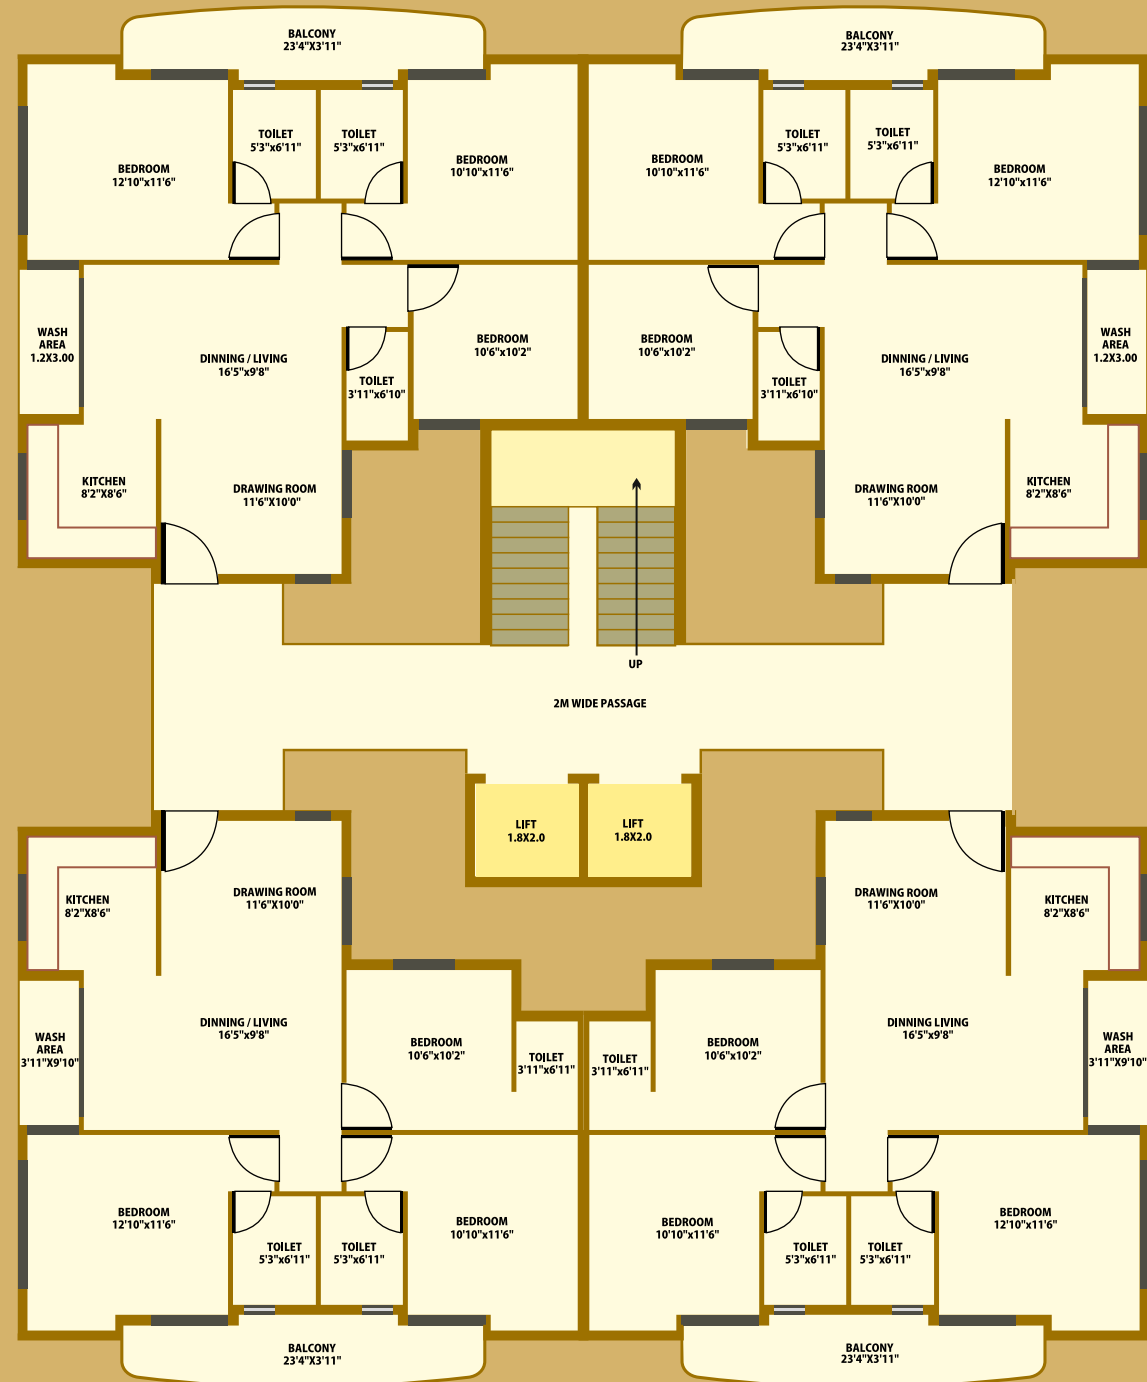 BALCONY
23'4"X3'11"
BALCONY
23'4"X3'11"
TOILET
5'3"x6'11"
TOILET
5'3"x6'11"
TOILET
5'3"x6'11"
TOILET
5'3"x6'11"
BEDROOM
12'10"x11'6"
BEDROOM
10'10"x11'6"
BEDROOM
10'10"x11'6"
BEDROOM
12'10"x11'6"
WASH
AREA
1.2X3.00
DINNING / LIVING
16'5"x9'8"
TOILET
3'11"x6'10"
BEDROOM
10'6"x10'2"
BEDROOM
10'6"x10'2"
TOILET
3'11"x6'10"
DINNING / LIVING
16'5"x9'8"
WASH
AREA
1.2X3.00
KITCHEN
8'2"X8'6"
DRAWING ROOM
11'6"X10'0"
DRAWING ROOM
11'6"X10'0"
KITCHEN
8'2"X8'6"
UP
2M WIDE PASSAGE
LIFT
1.8X2.0
LIFT
1.8X2.0
KITCHEN
8'2"X8'6"
DRAWING ROOM
11'6"X10'0"
DRAWING ROOM
11'6"X10'0"
KITCHEN
8'2"X8'6"
WASH
AREA
3'11"X9'10"
DINNING / LIVING
16'5"x9'8"
BEDROOM
10'6"x10'2"
TOILET
3'11"x6'11"
TOILET
3'11"x6'11"
BEDROOM
10'6"x10'2"
DINNING LIVING
16'5"x9'8"
WASH
AREA
3'11"X9'10"
BEDROOM
12'10"x11'6"
BEDROOM
10'10"x11'6"
BEDROOM
10'10"x11'6"
BEDROOM
12'10"x11'6"
TOILET
5'3"x6'11"
TOILET
5'3"x6'11"
TOILET
5'3"x6'11"
TOILET
5'3"x6'11"
BALCONY
23'4"X3'11"
BALCONY
23'4"X3'11"